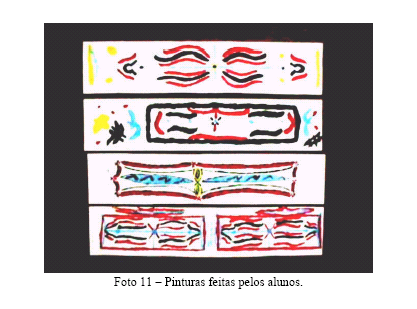 Foto 11 – Pinturas feitas pelos alunos.